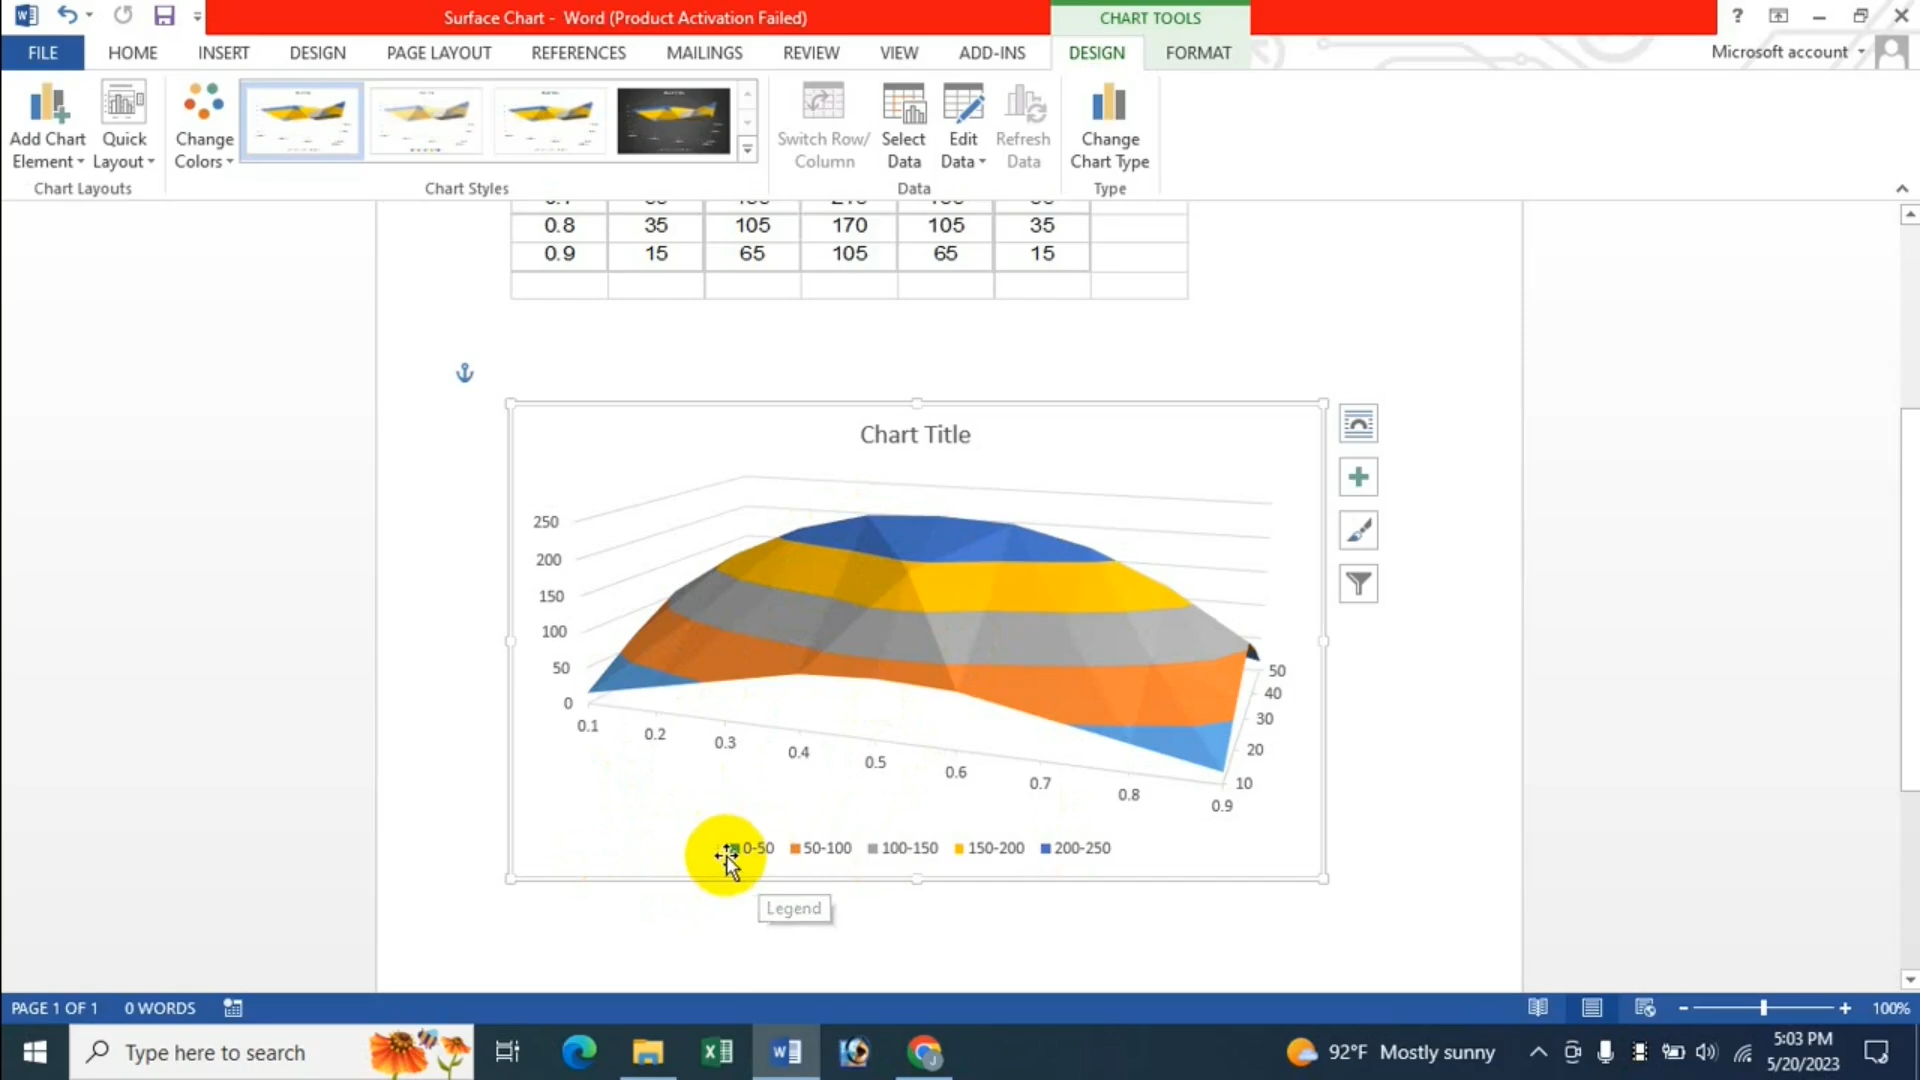 Surface Chart - Word (Product Activation Failed)
CHART TOOLS
?
FILE HOME INSERT DESIGN PAGE LAYOUT REFERENCES MAILINGS REVIEW VIEW ADD-INS DESIGN FORMAT Microsoft account
Add Chart Element
Quick Layout
Change Colors
Switch Row/ Column
Select Data
Edit Data
Refresh Data
Change Chart Type
Chart Layouts
Chart Styles
Data
Type
0.8 35 105 170 105 35
0.9 15 65 105 65 15
Chart Title
250
200
150
100
50
0
0.1
0.2
0.3
0.4
0.5
0.6
0.7
0.8
0.9
50
40
30
20
10
0-50 50-100 100-150 150-200 200-250
Legend
PAGE 1 OF 1 0 WORDS 100%
Type here to search
92°F Mostly sunny
5:03 PM
5/20/2023